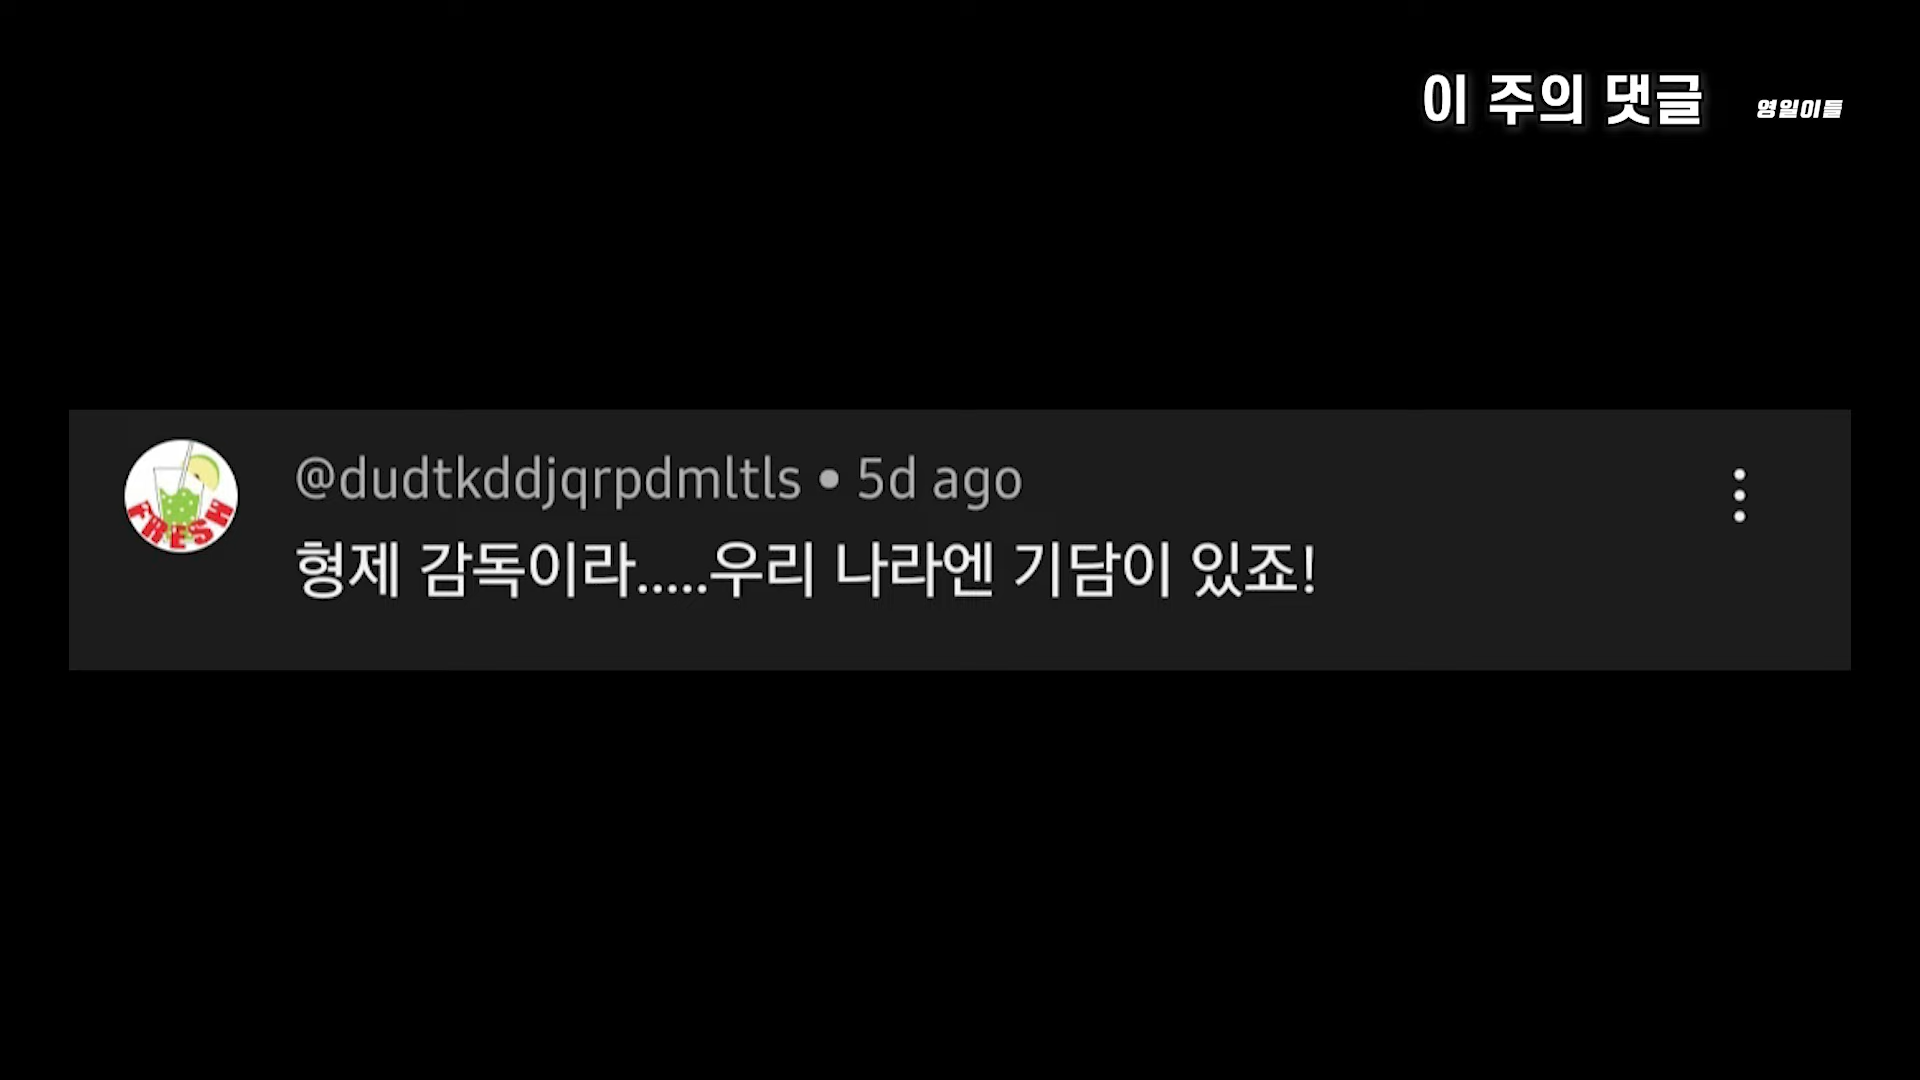 이 주의 댓글
영일이들
FRESH
@dudtkddjqrpdmltls • 5d ago
형제 감독이라.....우리 나라엔 기담이 있죠!